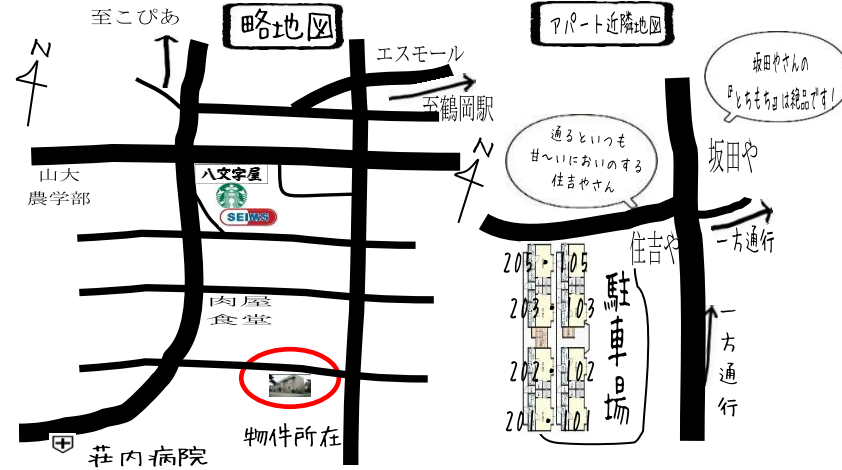 至こぴあ
略地図
N
エスモール
至鶴岡駅
山大
農学部
八文字屋
SEIMS
肉屋
食堂
物件所在
荘内病院
アパート近隣地図
坂田やさんの
『とちもち』は絶品です!
通るといつも
甘〜いにおいのする
住吉やさん
N
坂田や
住吉や
一方通行
205 105
203 103
202 102
201 101
駐車場
一方通行